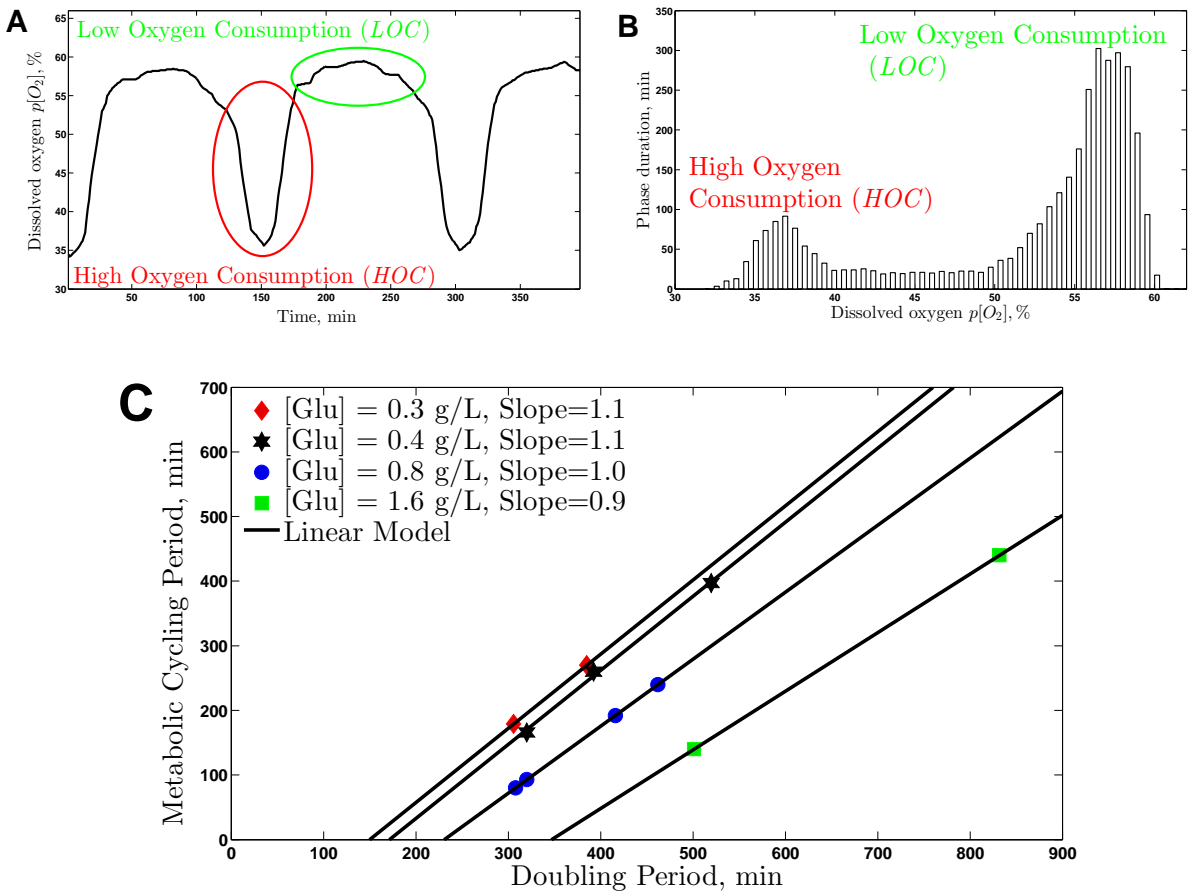 A
Low Oxygen Consumption (LOC)
Dissolved oxygen p[O2], %
65
60
55
50
45
40
35
30
High Oxygen Consumption (HOC)
50
100
150
200
250
300
350
Time, min
B
Low Oxygen Consumption
(LOC)
High Oxygen
Consumption (HOC)
Phase duration, min
350
300
250
200
150
100
50
0
30
35
40
45
50
55
60
Dissolved oxygen p[O2], %
C
[Glu] = 0.3 g/L, Slope=1.1
[Glu] = 0.4 g/L, Slope=1.1
[Glu] = 0.8 g/L, Slope=1.0
[Glu] = 1.6 g/L, Slope=0.9
Linear Model
Metabolic Cycling Period, min
700
600
500
400
300
200
100
0
0
100
200
300
400
500
600
700
800
900
Doubling Period, min